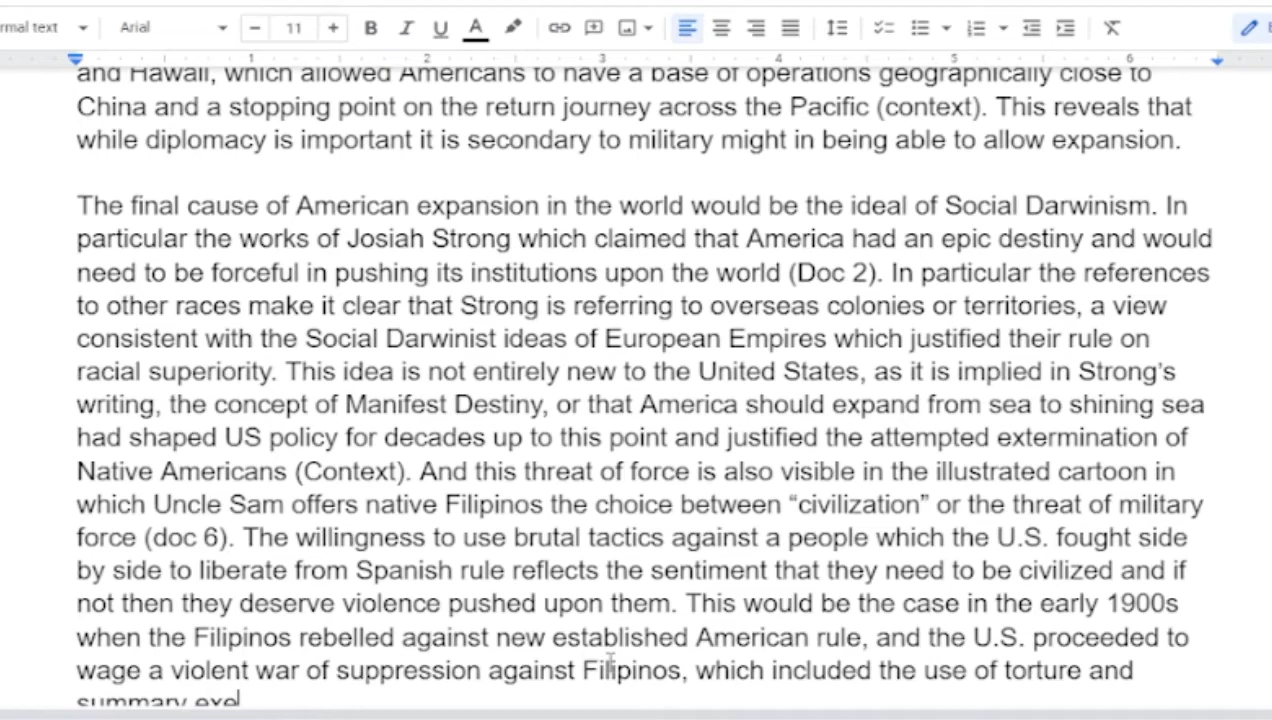 rmal text
Arial
11
B I U A
1 2 3 4 5 6
and Hawaii, which allowed Americans to have a base of operations geographically close to
China and a stopping point on the return journey across the Pacific (context). This reveals that
while diplomacy is important it is secondary to military might in being able to allow expansion.
The final cause of American expansion in the world would be the ideal of Social Darwinism. In
particular the works of Josiah Strong which claimed that America had an epic destiny and would
need to be forceful in pushing its institutions upon the world (Doc 2). In particular the references
to other races make it clear that Strong is referring to overseas colonies or territories, a view
consistent with the Social Darwinist ideas of European Empires which justified their rule on
racial superiority. This idea is not entirely new to the United States, as it is implied in Strong's
writing, the concept of Manifest Destiny, or that America should expand from sea to shining sea
had shaped US policy for decades up to this point and justified the attempted extermination of
Native Americans (Context). And this threat of force is also visible in the illustrated cartoon in
which Uncle Sam offers native Filipinos the choice between “civilization” or the threat of military
force (doc 6). The willingness to use brutal tactics against a people which the U.S. fought side
by side to liberate from Spanish rule reflects the sentiment that they need to be civilized and if
not then they deserve violence pushed upon them. This would be the case in the early 1900s
when the Filipinos rebelled against new established American rule, and the U.S. proceeded to
wage a violent war of suppression against Filipinos, which included the use of torture and
summary exe